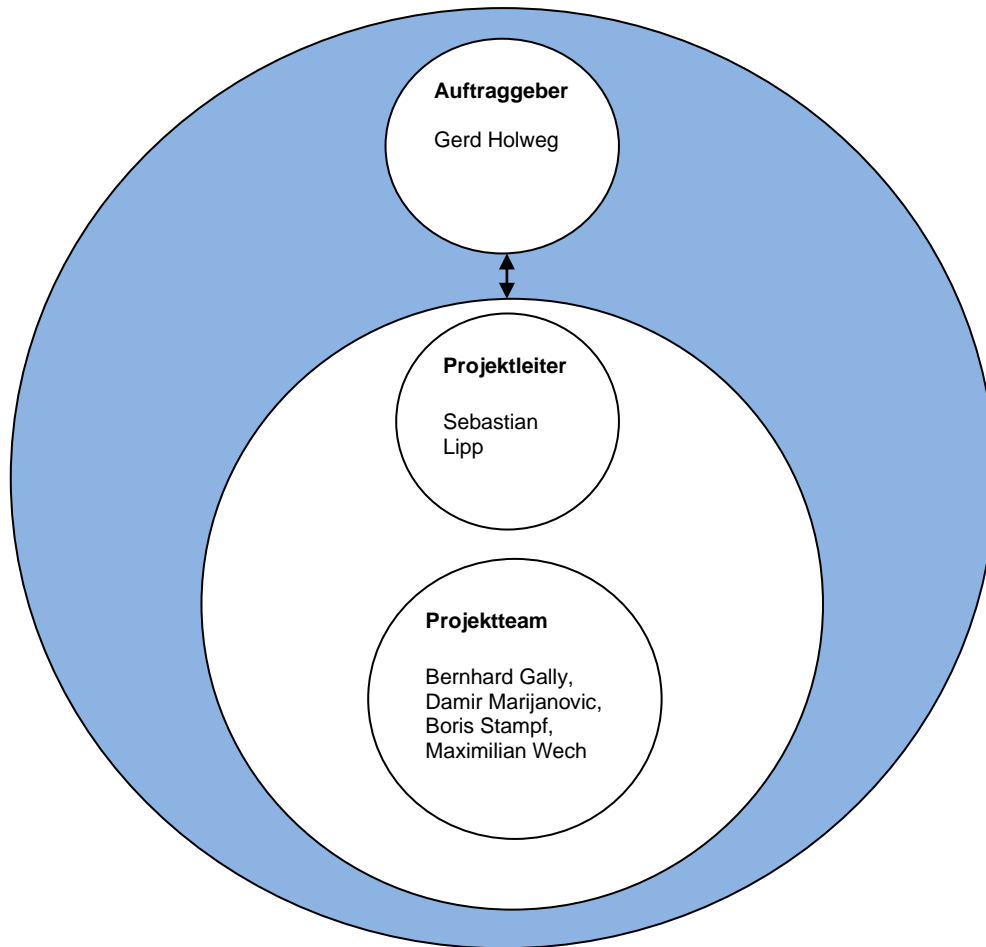 Auftraggeber
Gerd Holweg
Projektleiter
Sebastian
Lipp
Projektteam
Bernhard Gally,
Damir Marijanovic,
Boris Stampf,
Maximilian Wech